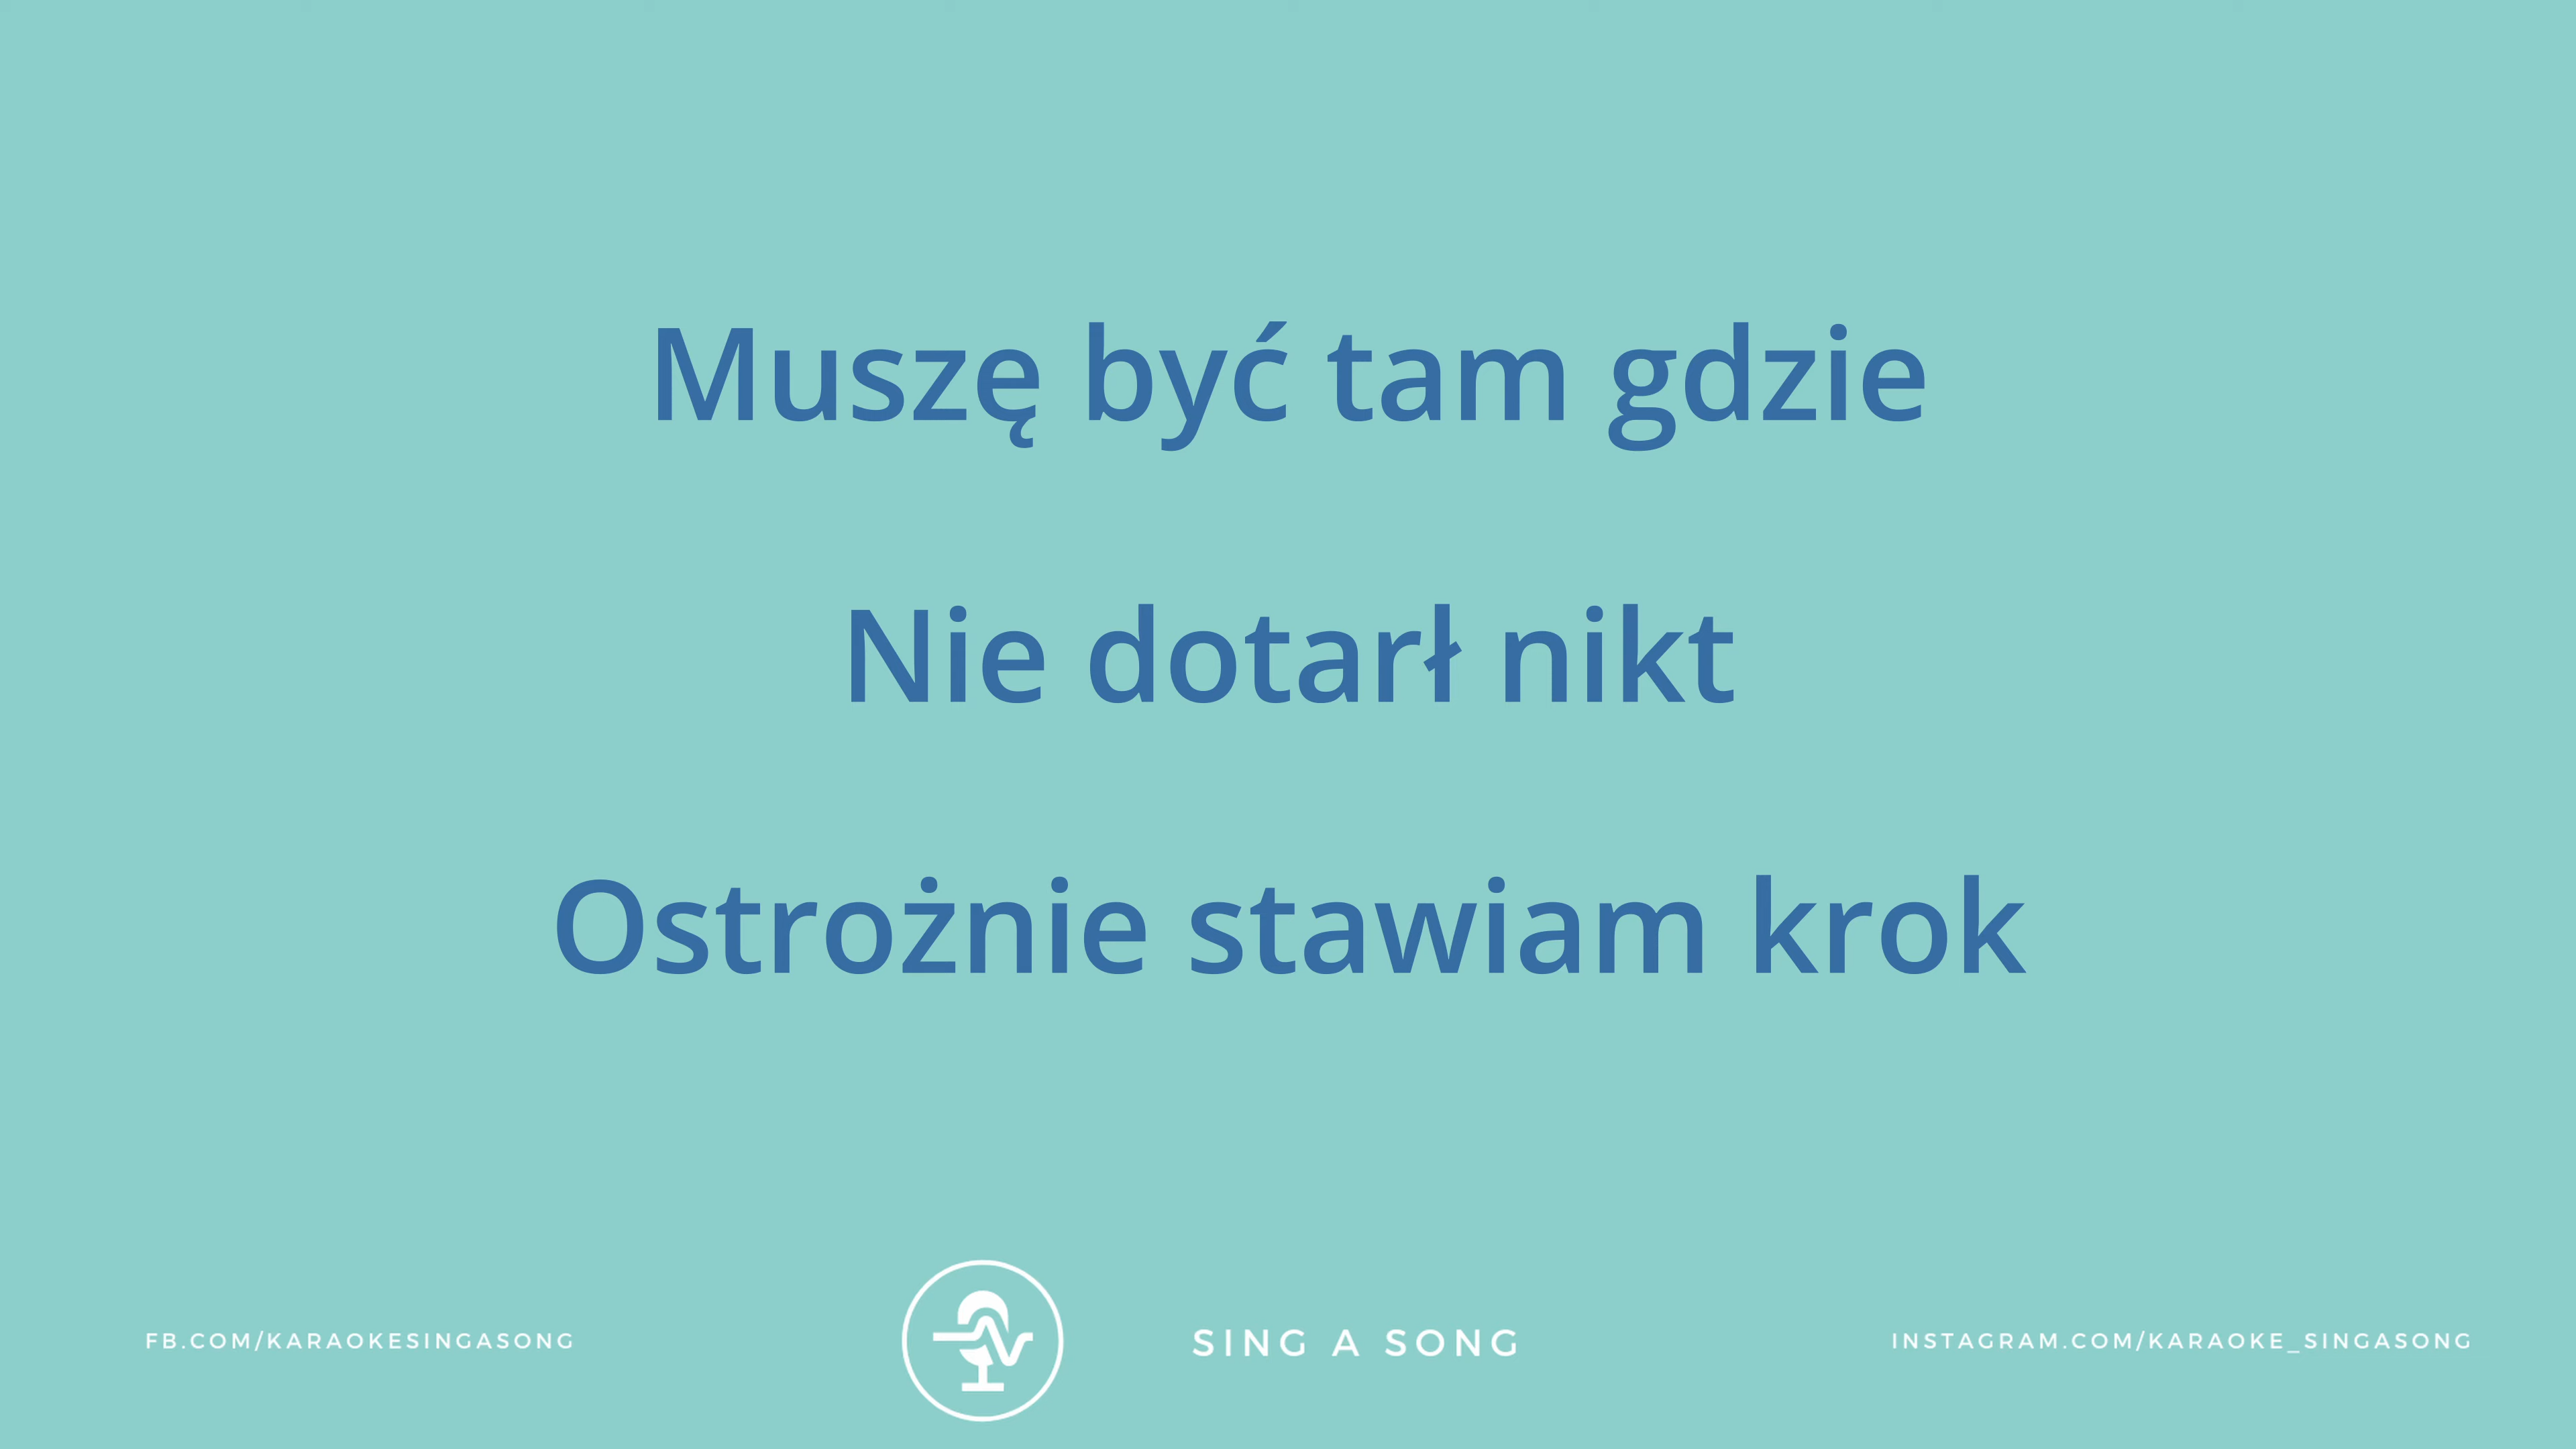 Muszę być tam gdzie
Nie dotarł nikt
Ostrożnie stawiam krok
FB.COM/KARAOKESINGASONG
SING A SONG
INSTAGRAM.COM/KARAOKE_SINGASONG